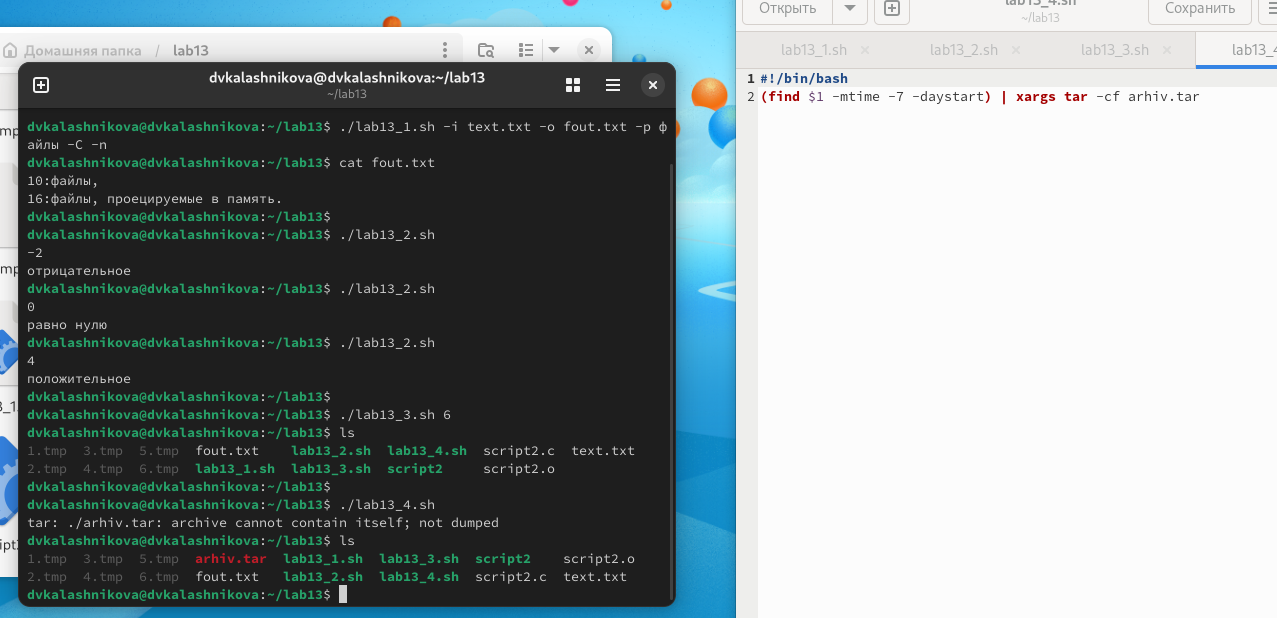 Домашняя папка / lab13
dvkalashnikova@dvkalashnikova:~/lab13
~/lab13
dvkalashnikova@dvkalashnikova:~/lab13$ ./lab13_1.sh -i text.txt -o fout.txt -p ф
айлы -C -n
dvkalashnikova@dvkalashnikova:~/lab13$ cat fout.txt
10:файлы,
16:файлы, проецируемые в память.
dvkalashnikova@dvkalashnikova:~/lab13$
dvkalashnikova@dvkalashnikova:~/lab13$ ./lab13_2.sh
-2
отрицательное
dvkalashnikova@dvkalashnikova:~/lab13$ ./lab13_2.sh
0
равно нулю
dvkalashnikova@dvkalashnikova:~/lab13$ ./lab13_2.sh
4
положительное
dvkalashnikova@dvkalashnikova:~/lab13$
dvkalashnikova@dvkalashnikova:~/lab13$ ./lab13_3.sh 6
dvkalashnikova@dvkalashnikova:~/lab13$ ls
1.tmp 3.tmp 5.tmp fout.txt lab13_2.sh lab13_4.sh script2.c text.txt
2.tmp 4.tmp 6.tmp lab13_1.sh lab13_3.sh script2 script2.o
dvkalashnikova@dvkalashnikova:~/lab13$
dvkalashnikova@dvkalashnikova:~/lab13$ ./lab13_4.sh
tar: ./arhiv.tar: archive cannot contain itself; not dumped
dvkalashnikova@dvkalashnikova:~/lab13$ ls
1.tmp 3.tmp 5.tmp arhiv.tar lab13_1.sh lab13_3.sh script2 script2.o
2.tmp 4.tmp 6.tmp fout.txt lab13_2.sh lab13_4.sh script2.c text.txt
dvkalashnikova@dvkalashnikova:~/lab13$
Открыть
lab13_4.sh
~/lab13
Сохранить
lab13_1.sh lab13_2.sh lab13_3.sh lab13_4
1 #!/bin/bash
2 (find $1 -mtime -7 -daystart) | xargs tar -cf arhiv.tar